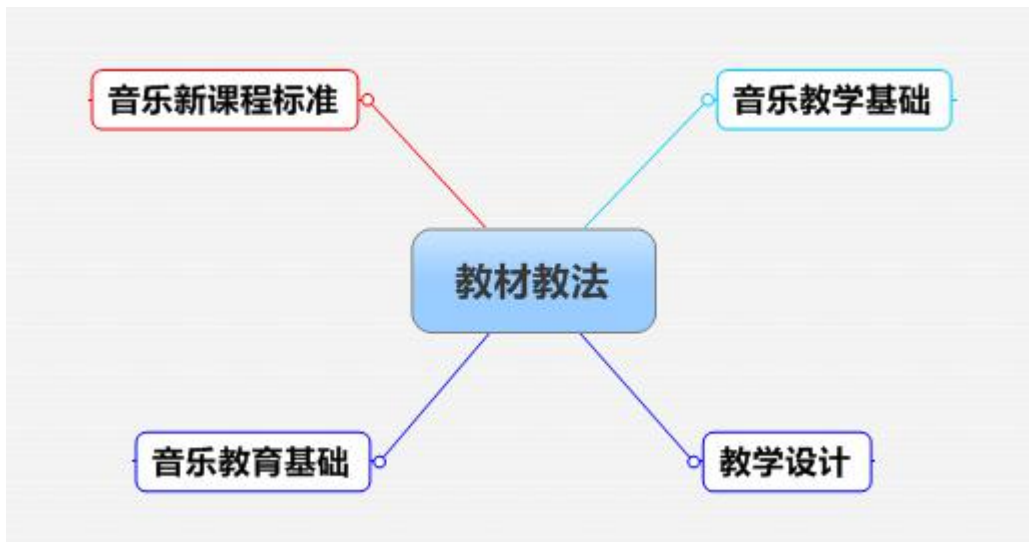 音乐新课程标准
音乐教学基础
教材教法
音乐教育基础
教学设计